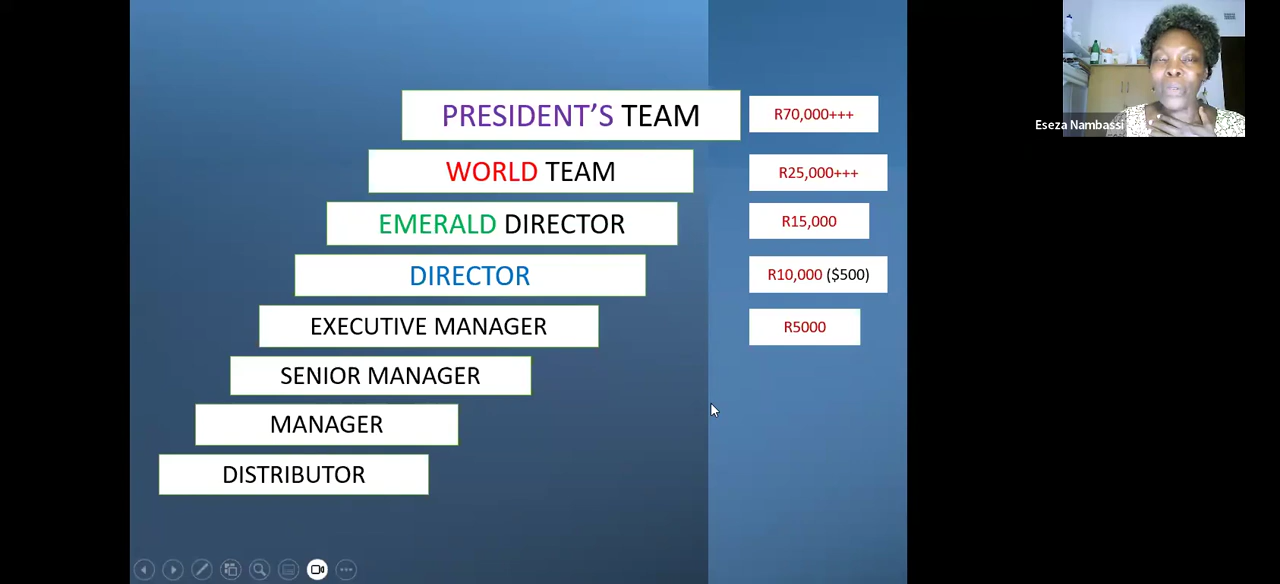 PRESIDENT'S TEAM
R70,000+++
WORLD TEAM
R25,000+++
EMERALD DIRECTOR
R15,000
DIRECTOR
R10,000 ($500)
EXECUTIVE MANAGER
R5000
SENIOR MANAGER
MANAGER
DISTRIBUTOR
Eseza Nambassi